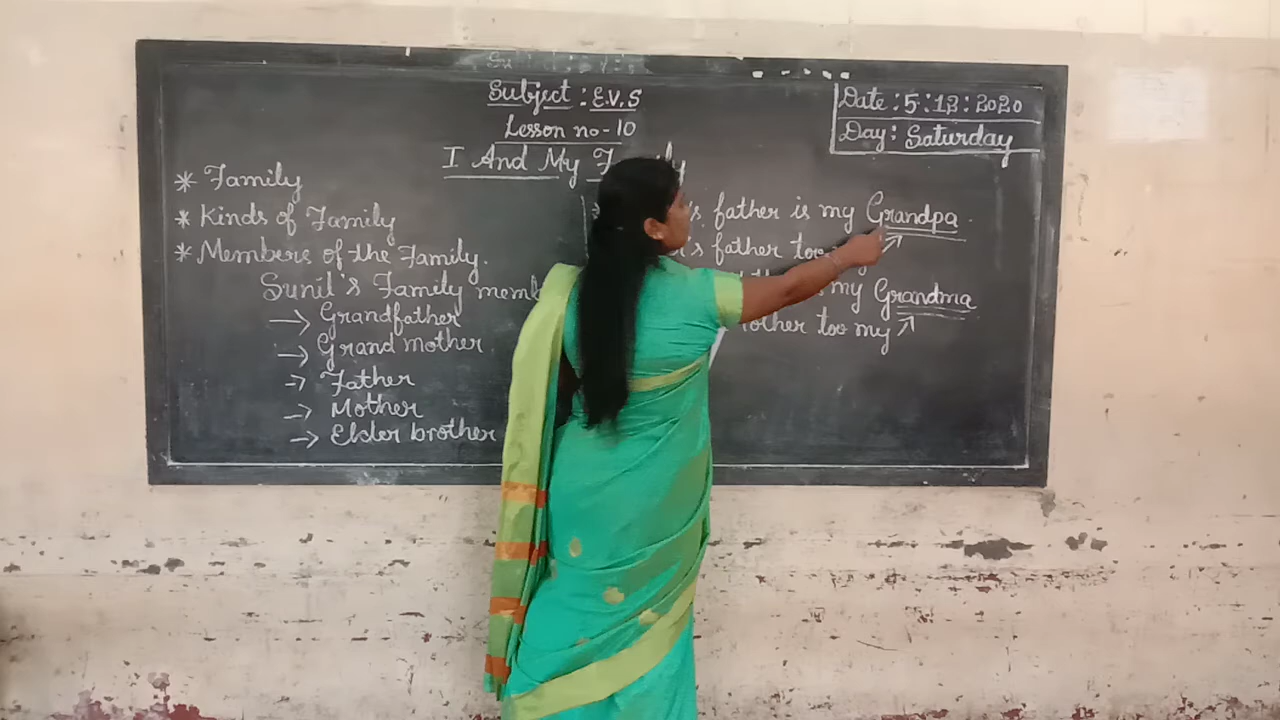 Subject : E.V.S
Lesson no - 10
I And My
Date : 5 : 12 : 2020
Day : Saturday
* Family
* Kinds of Family
* Members of the Family.
Sunil's Family
→ Grandfather
→ Grand mother
→ Father
→ Mother
→ Elder brother
father is my Grandpa.
father too
my Grandma
too my ↗